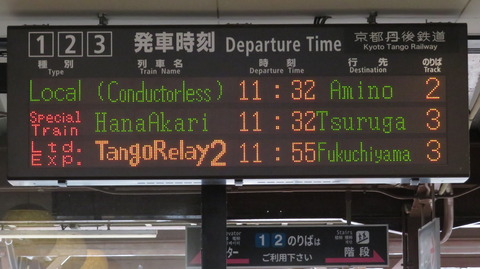 1 2 3 発車時刻 Departure Time 京都丹後鉄道
Kyoto Tango Railway
種別 列車名 時刻 行先 のりば
Type Train Name Departure Time Destination Track
Local (Conductorless) 11:32 Amino 2
Special Train HanaAkari 11:32 Tsuruga 3
Ltd. Exp. TangoRelay2 11:55 Fukuchiyama 3
1 2 のりばは 階段
ター ご利用下さい